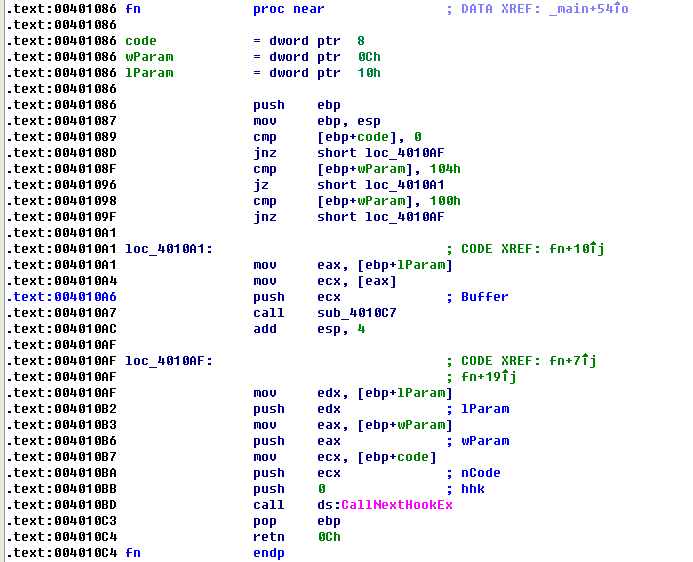 .text:00401086 fn proc near ; DATA XREF: _main+54↑o
.text:00401086
.text:00401086 code = dword ptr 8
.text:00401086 wParam = dword ptr 0Ch
.text:00401086 lParam = dword ptr 10h
.text:00401086
.text:00401086 push ebp
.text:00401087 mov ebp, esp
.text:00401089 cmp [ebp+code], 0
.text:0040108D jnz short loc_4010AF
.text:0040108F cmp [ebp+wParam], 104h
.text:00401096 jz short loc_4010A1
.text:00401098 cmp [ebp+wParam], 100h
.text:0040109F jnz short loc_4010AF
.text:004010A1
.text:004010A1 loc_4010A1: ; CODE XREF: fn+10↑j
.text:004010A1 mov eax, [ebp+lParam]
.text:004010A4 mov ecx, [eax]
.text:004010A6 push ecx ; Buffer
.text:004010A7 call sub_4010C7
.text:004010AC add esp, 4
.text:004010AF
.text:004010AF loc_4010AF: ; CODE XREF: fn+7↑j
.text:004010AF ; fn+19↑j
.text:004010AF mov edx, [ebp+lParam]
.text:004010B2 push edx ; lParam
.text:004010B3 mov eax, [ebp+wParam]
.text:004010B6 push eax ; wParam
.text:004010B7 mov ecx, [ebp+code]
.text:004010BA push ecx ; nCode
.text:004010BB push 0 ; hhk
.text:004010BD call ds:CallNextHookEx
.text:004010C3 pop ebp
.text:004010C4 retn 0Ch
.text:004010C4 fn endp